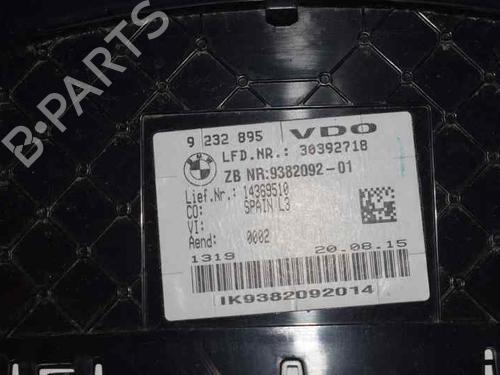 B-PARTS
9 232 895 VDO
BMW
LFD.NR.: 30392718
ZB NR:9382092-01
Lief.Nr.: 14369510
CO: SPAIN L3
VI:
Aend: 0002
1319 20.08.15
IK9382092014